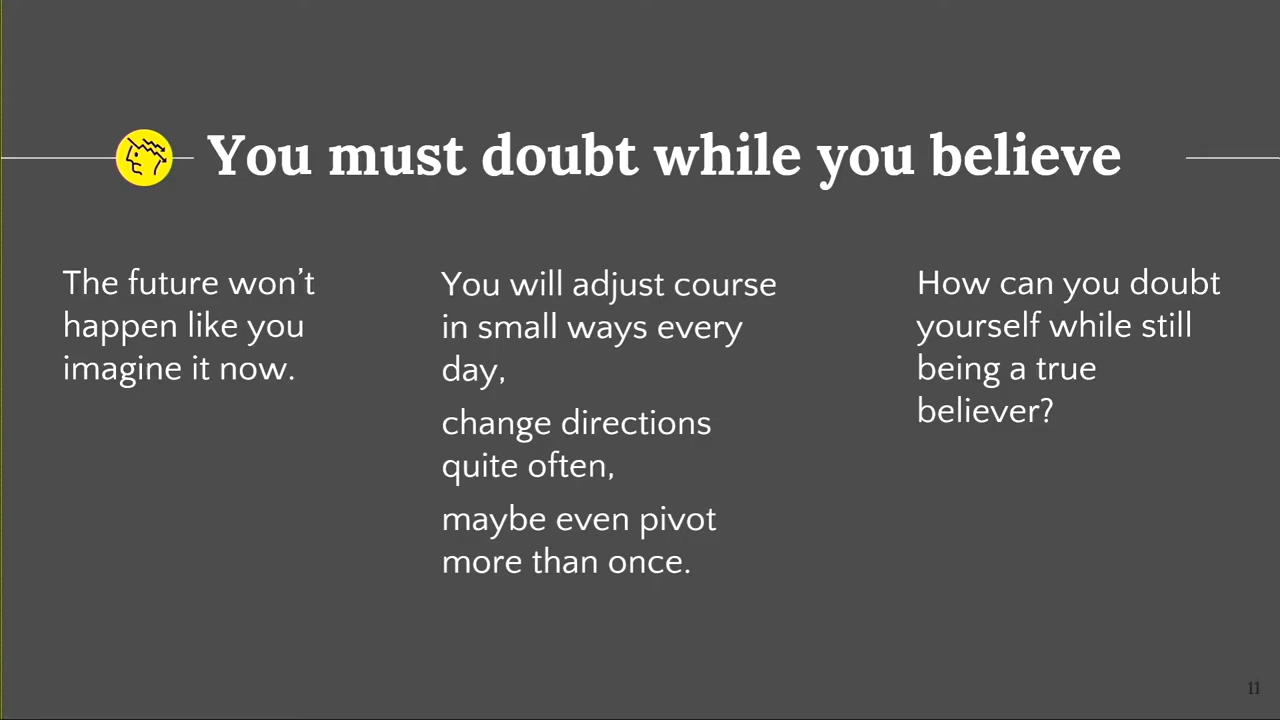 You must doubt while you believe
The future won’t
happen like you
imagine it now.
You will adjust course
in small ways every
day,
change directions
quite often,
maybe even pivot
more than once.
How can you doubt
yourself while still
being a true
believer?
11